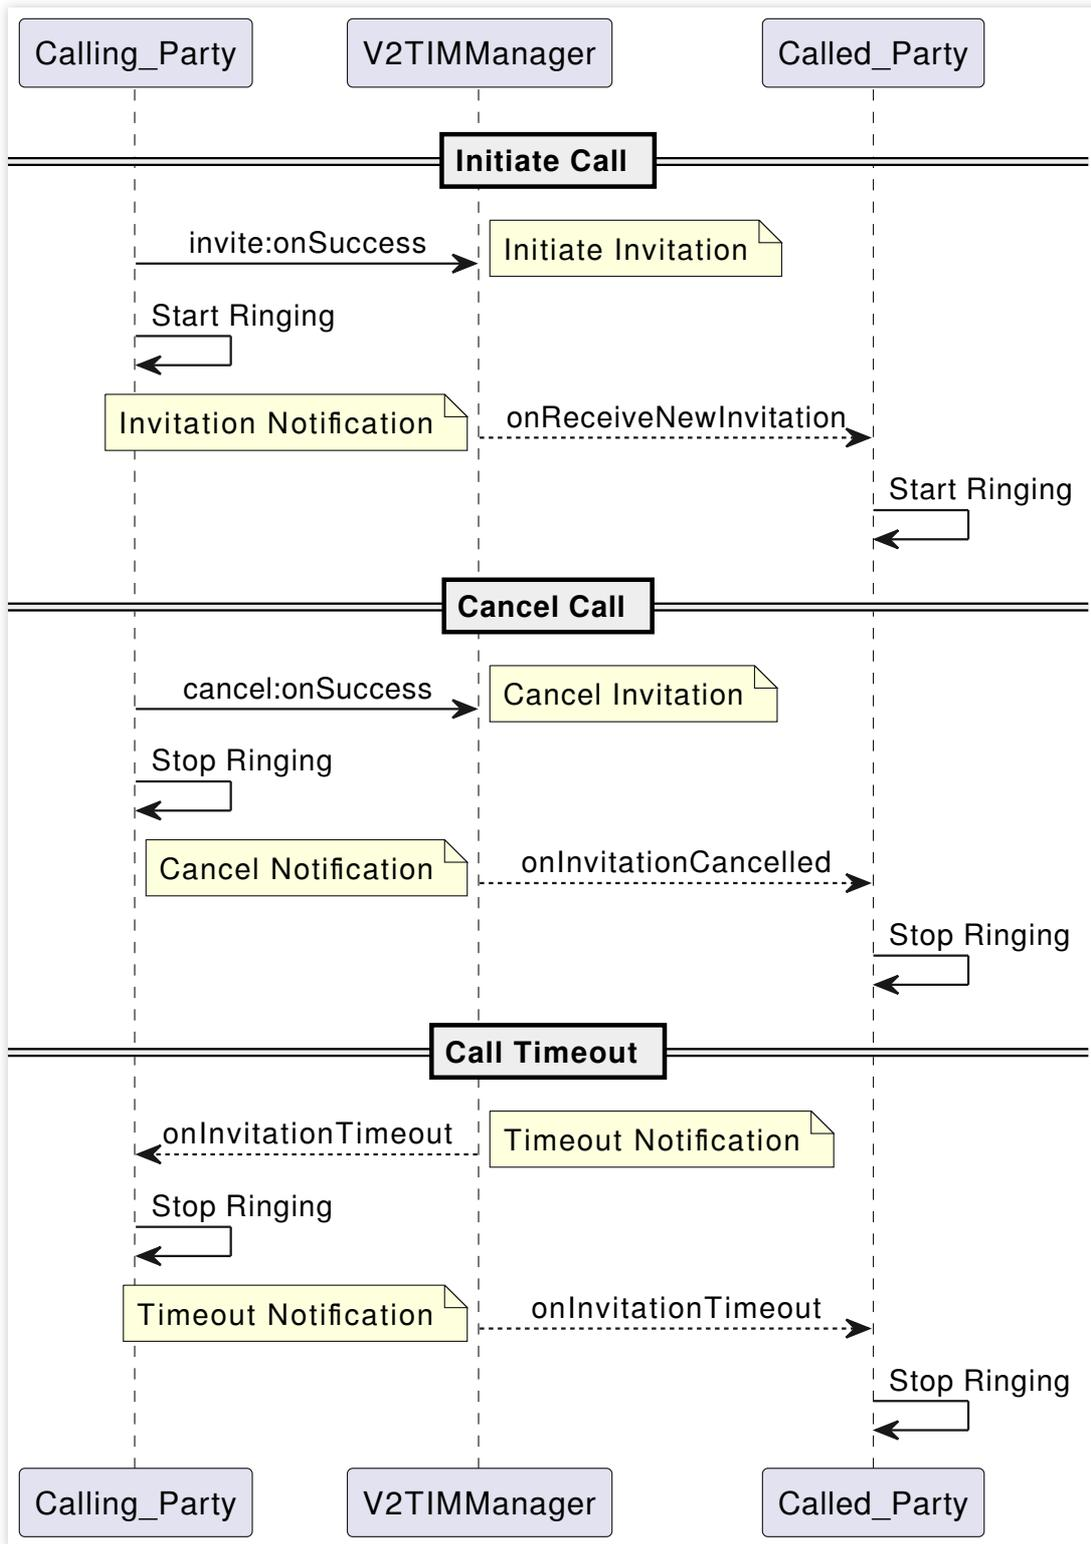 Calling_Party
V2TIMManager
Called_Party
Initiate Call
invite:onSuccess
Initiate Invitation
Start Ringing
Invitation Notification
onReceiveNewInvitation
Start Ringing
Cancel Call
cancel:onSuccess
Cancel Invitation
Stop Ringing
Cancel Notification
onInvitationCancelled
Stop Ringing
Call Timeout
onInvitationTimeout
Timeout Notification
Stop Ringing
Timeout Notification
onInvitationTimeout
Stop Ringing
Calling_Party
V2TIMManager
Called_Party